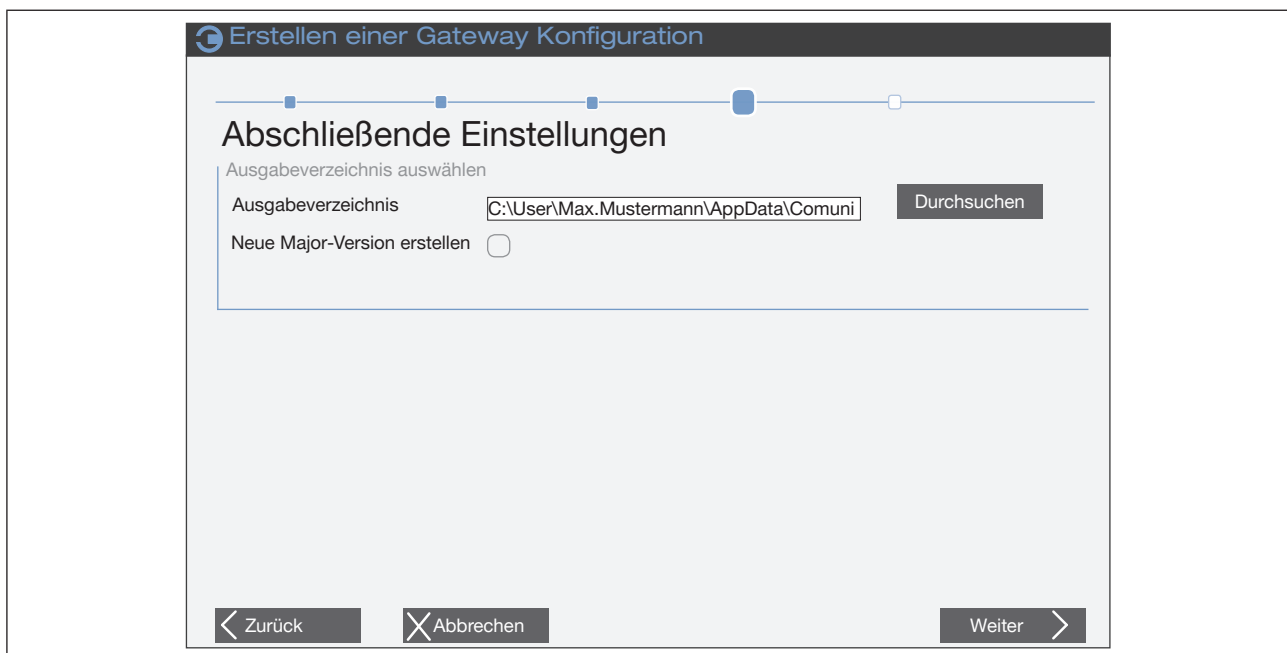 Erstellen einer Gateway Konfiguration
Abschließende Einstellungen
Ausgabeverzeichnis auswählen
Ausgabeverzeichnis C:\User\Max.Mustermann\AppData\Comuni Durchsuchen
Neue Major-Version erstellen
Zurück Abbrechen Weiter